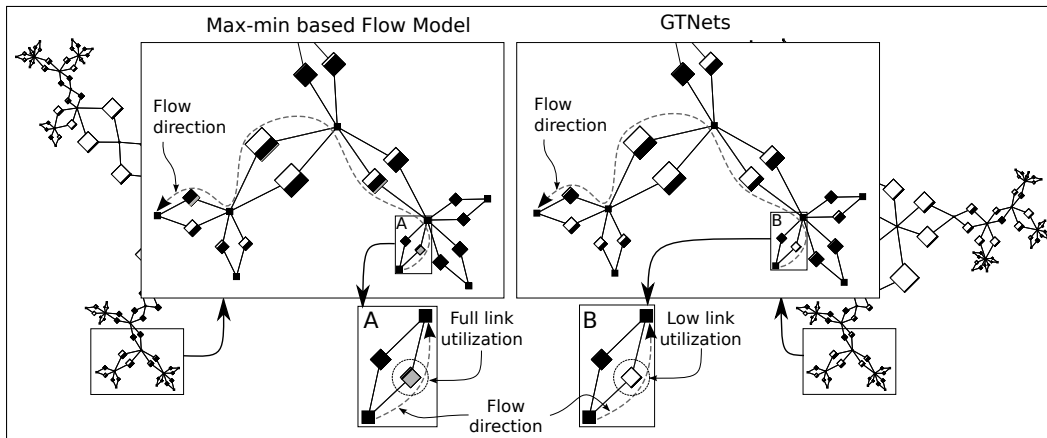 Max-min based Flow Model
GTNets
Flow
direction
A
Flow
direction
B
A
Full link
utilization
B
Low link
utilization
Flow
direction